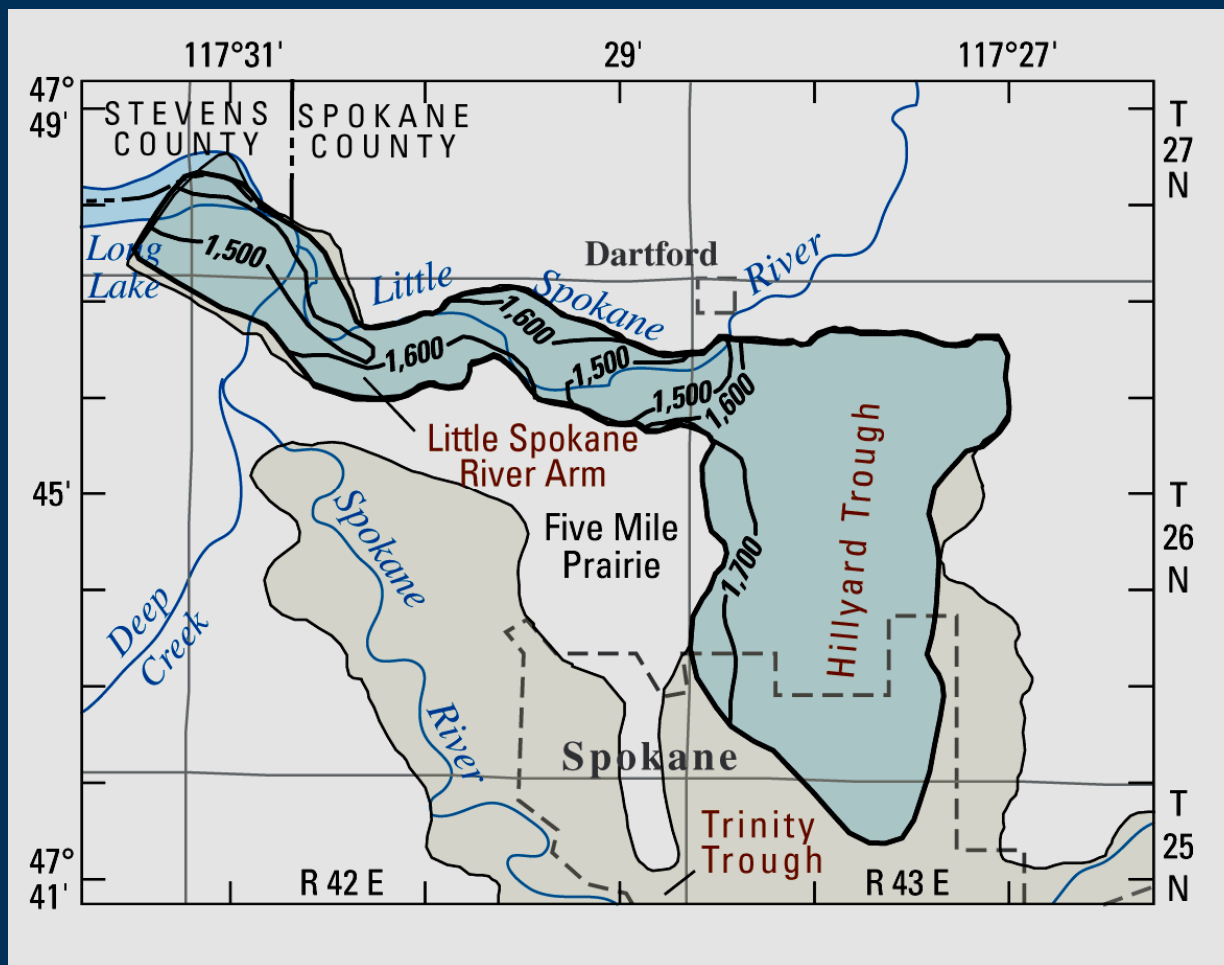 117°31'
29'
117°27'
47°
49'
STEVENS
COUNTY
SPOKANE
COUNTY
T
27
N
Long
Lake
1,500
Little
Spokane
Dartford
River
1,600
1,600
1,500
1,500
1,600
Little Spokane
River Arm
Hillyard Trough
45'
T
26
N
Five Mile
Prairie
Spokane
1,700
Deep
Creek
River
Spokane
Trinity
Trough
T
25
N
47°
41'
R 42 E
R 43 E